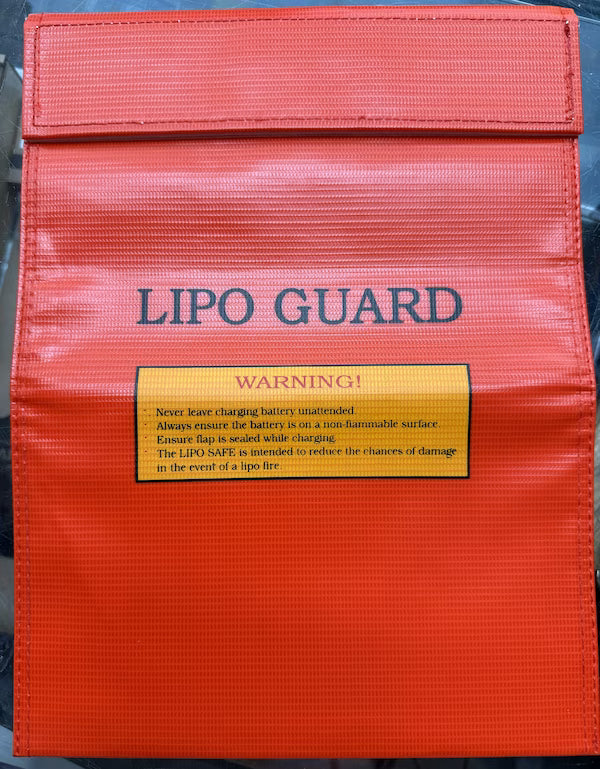 LIPO GUARD
WARNING!
· Never leave charging battery unattended.
· Always ensure the battery is on a non-flammable surface.
· Ensure flap is sealed while charging.
· The LIPO SAFE is intended to reduce the chances of damage
in the event of a lipo fire.